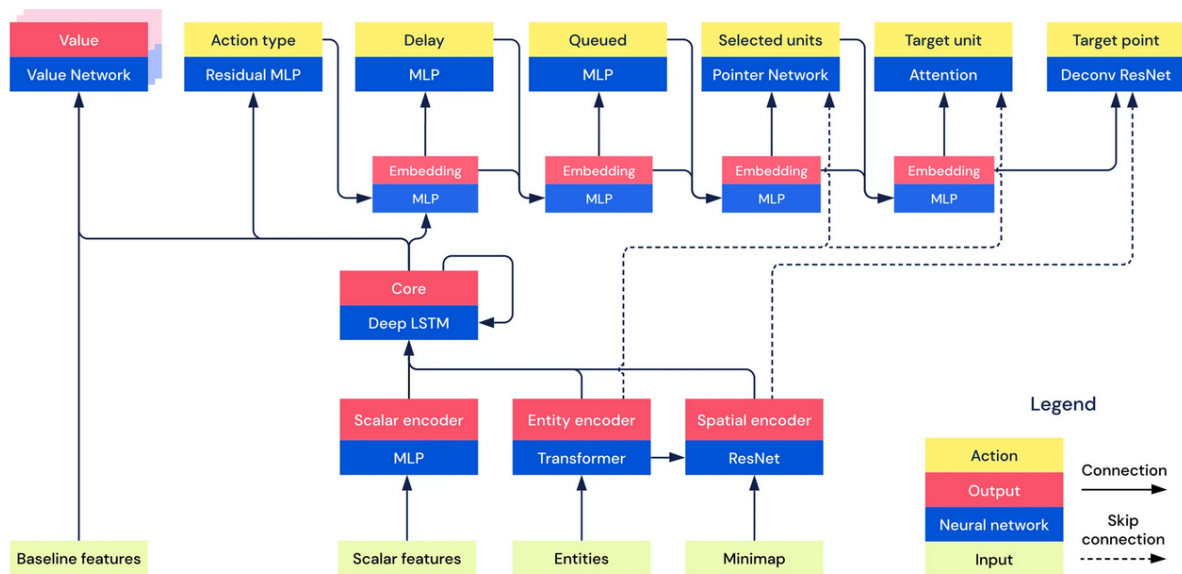 Value
Value Network
Action type
Residual MLP
Delay
MLP
Queued
MLP
Selected units
Pointer Network
Target unit
Attention
Target point
Deconv ResNet
Embedding
MLP
Embedding
MLP
Embedding
MLP
Embedding
MLP
Core
Deep LSTM
Scalar encoder
MLP
Entity encoder
Transformer
Spatial encoder
ResNet
Baseline features
Scalar features
Entities
Minimap
Legend
Action
Output
Neural network
Input
Connection
Skip
connection